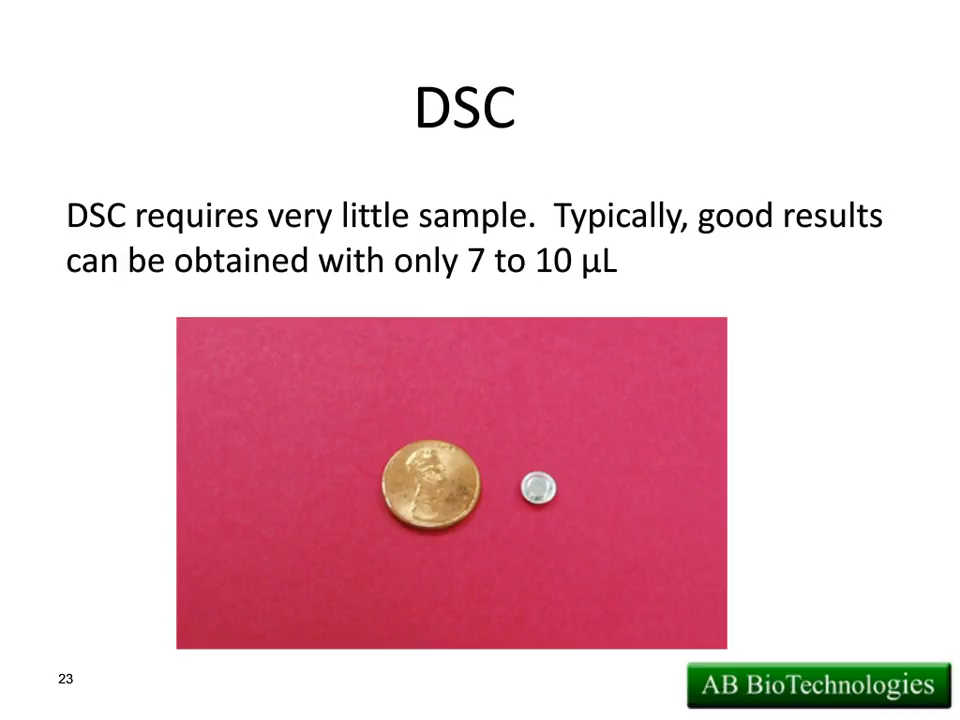 DSC
DSC requires very little sample.  Typically, good results
can be obtained with only 7 to 10 µL
23
AB BioTechnologies